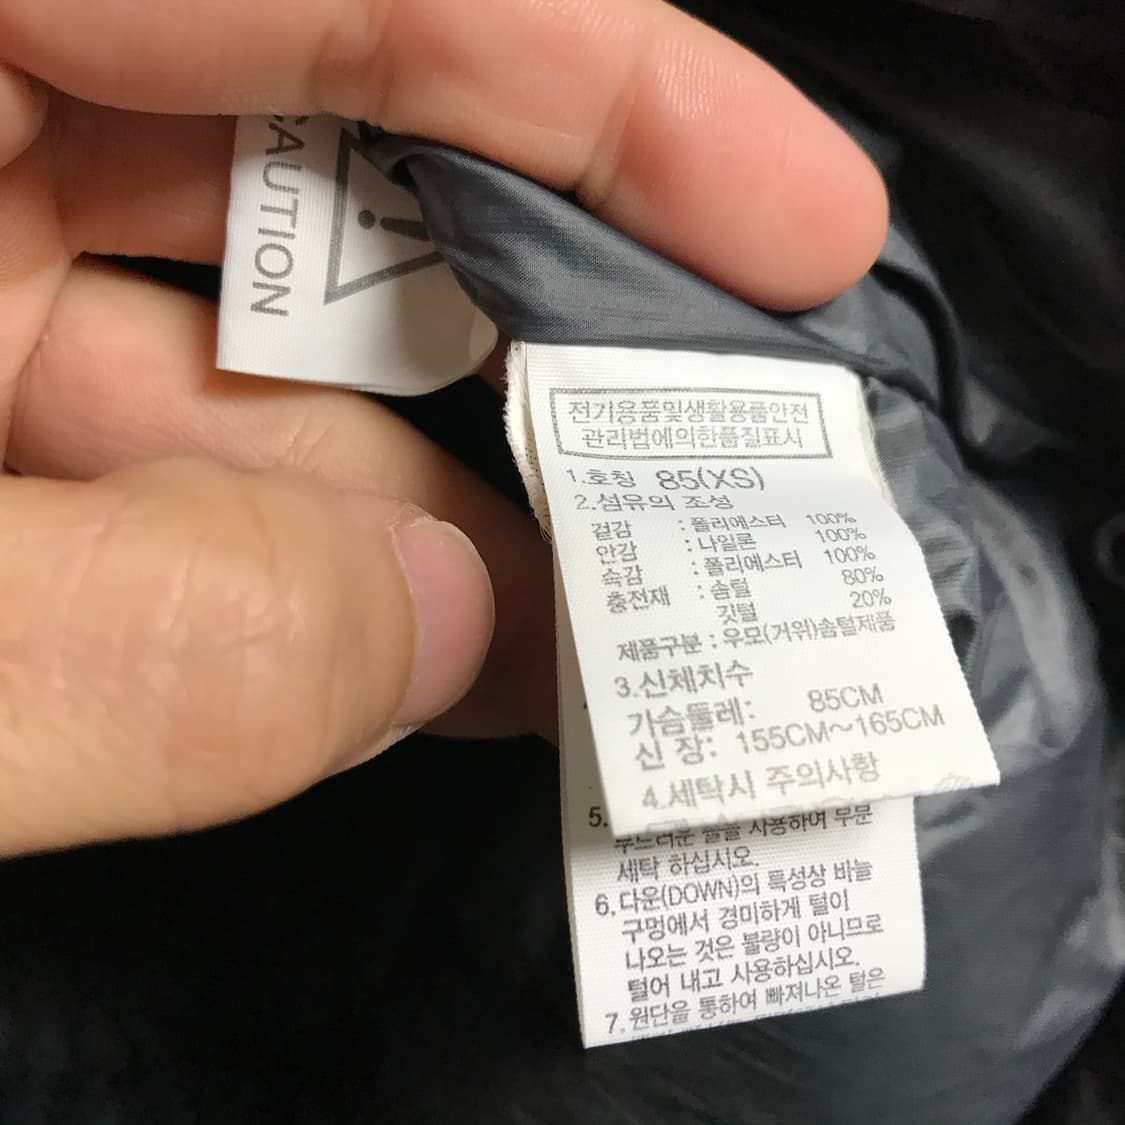 CAUTION
전기용품및생활용품안전
관리법에의한품질표시
1.호칭 85(XS)
2.섬유의 조성
겉감 : 폴리에스터 100%
안감 : 나일론 100%
속감 : 폴리에스터 100%
충전재 : 솜털 80%
깃털 20%
제품구분 : 우모(거위)솜털제품
3.신체치수
가슴둘레: 85CM
신 장: 155CM~165CM
4.세탁시 주의사항
5.
부드러운 솔을 사용하여 부분
세탁 하십시오.
6.다운(DOWN)의 특성상 바늘
구멍에서 경미하게 털이
나오는 것은 불량이 아니므로
털어 내고 사용하십시오.
7.원단을 통하여 빠져나온 털은